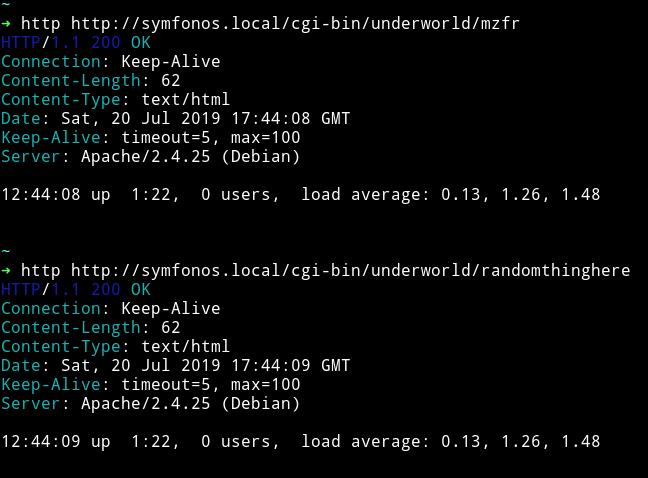 ~
➜ http http://symfonos.local/cgi-bin/underworld/mzfr
HTTP/1.1 200 OK
Connection: Keep-Alive
Content-Length: 62
Content-Type: text/html
Date: Sat, 20 Jul 2019 17:44:08 GMT
Keep-Alive: timeout=5, max=100
Server: Apache/2.4.25 (Debian)
12:44:08 up  1:22,  0 users,  load average: 0.13, 1.26, 1.48
~
➜ http http://symfonos.local/cgi-bin/underworld/randomthinghere
HTTP/1.1 200 OK
Connection: Keep-Alive
Content-Length: 62
Content-Type: text/html
Date: Sat, 20 Jul 2019 17:44:09 GMT
Keep-Alive: timeout=5, max=100
Server: Apache/2.4.25 (Debian)
12:44:09 up  1:22,  0 users,  load average: 0.13, 1.26, 1.48